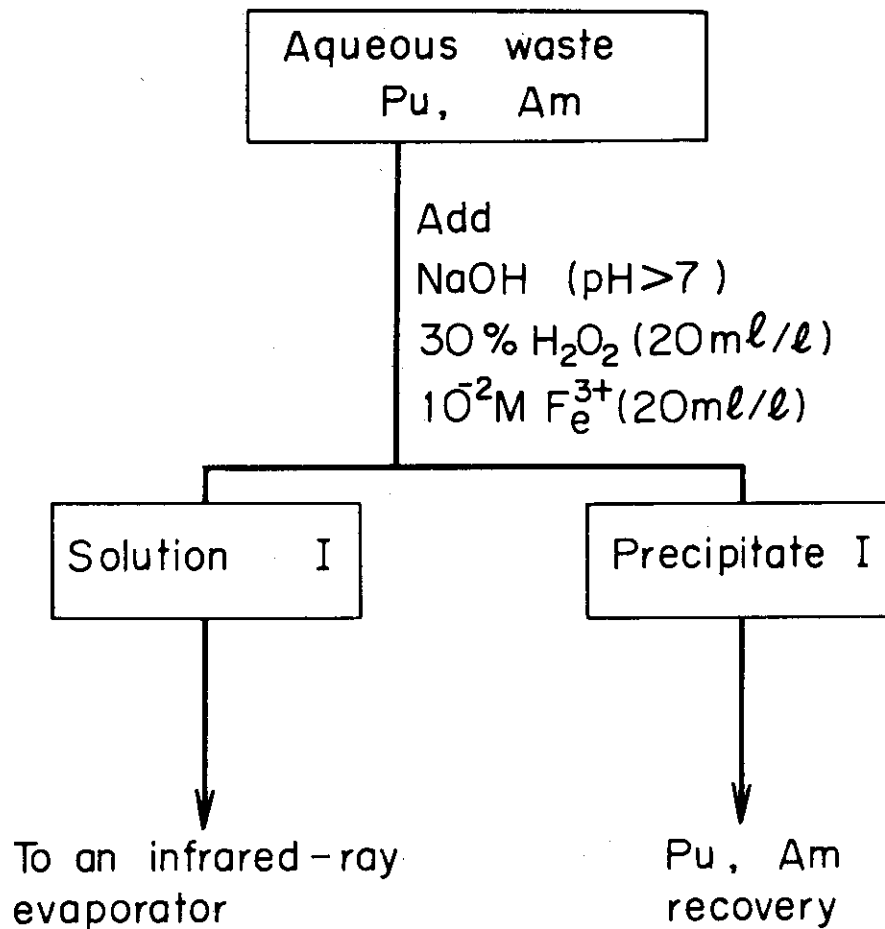 Aqueous waste
Pu, Am
Add
NaOH (pH>7)
30% H₂O₂ (20mℓ/ℓ)
10⁻²M Fe³⁺ (20mℓ/ℓ)
Solution I
Precipitate I
To an infrared-ray
evaporator
Pu, Am
recovery